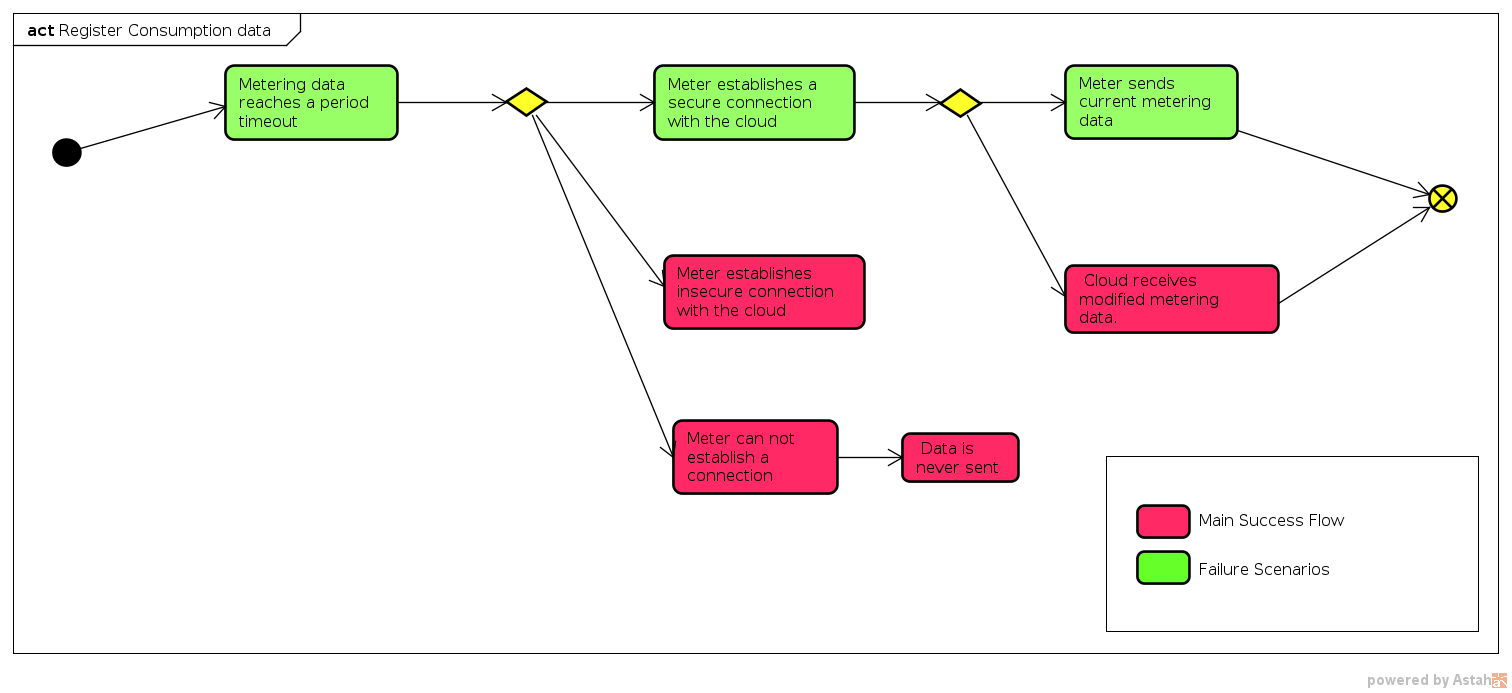 act Register Consumption data
Metering data
reaches a period
timeout
Meter establishes a
secure connection
with the cloud
Meter sends
current metering
data
Meter establishes
insecure connection
with the cloud
Cloud receives
modified metering
data.
Meter can not
establish a
connection
Data is
never sent
Main Success Flow
Failure Scenarios
powered by Astah